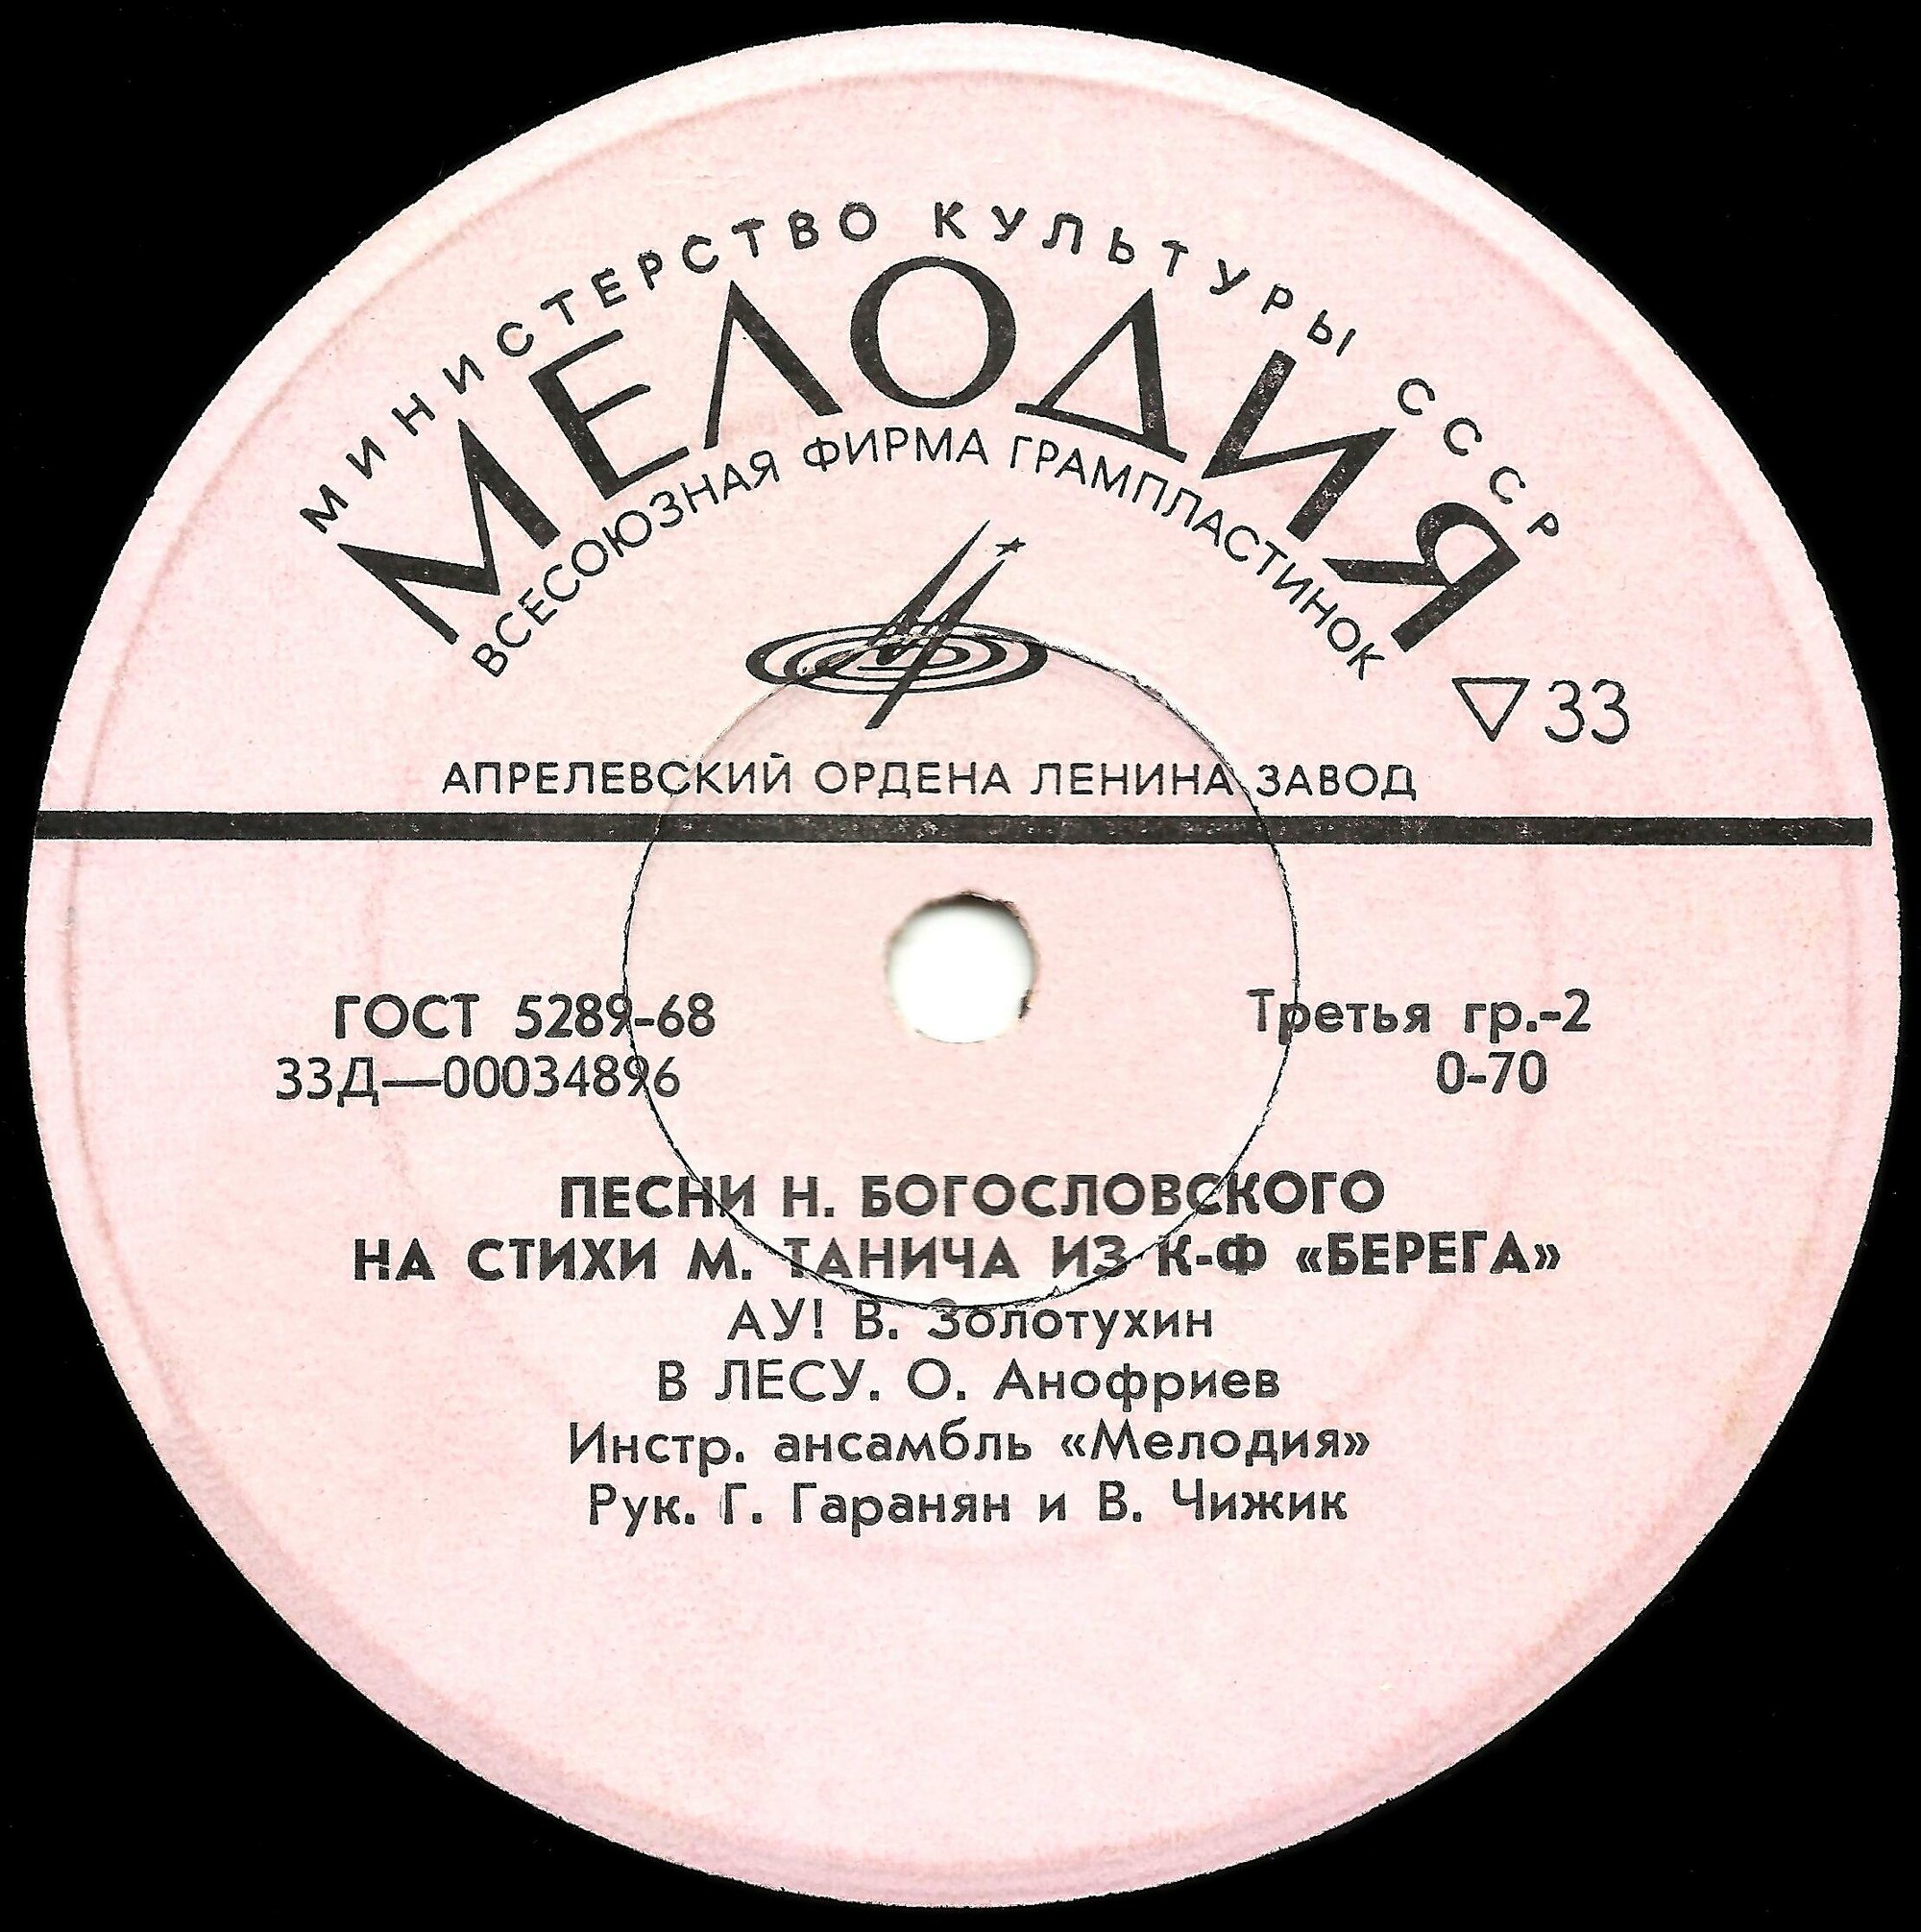 МИНИСТЕРСТВО КУЛЬТУРЫ СССР
МЕЛОДИЯ
ВСЕСОЮЗНАЯ ФИРМА ГРАМПЛАСТИНОК
33
АПРЕЛЕВСКИЙ ОРДЕНА ЛЕНИНА ЗАВОД
ГОСТ 5289-68 Третья гр.-2
33Д—00034896 0-70
ПЕСНИ Н. БОГОСЛОВСКОГО
НА СТИХИ М. ТАНИЧА ИЗ К-Ф «БЕРЕГА»
АУ! В. Золотухин
В ЛЕСУ. О. Анофриев
Инстр. ансамбль «Мелодия»
Рук. Г. Гаранян и В. Чижик